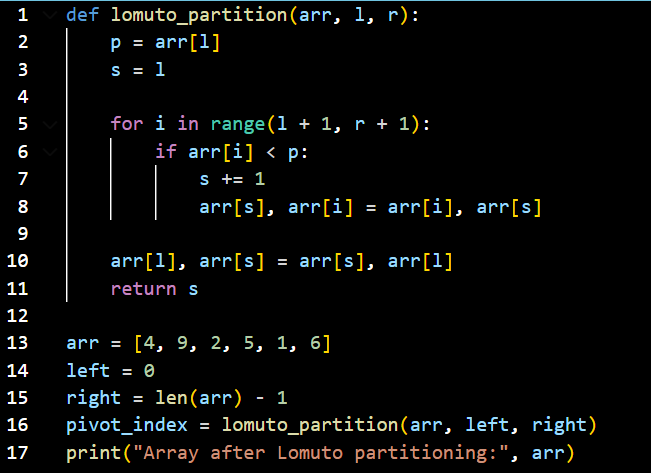 1 def lomuto_partition(arr, l, r):
2     p = arr[l]
3     s = l
4
5     for i in range(l + 1, r + 1):
6         if arr[i] < p:
7             s += 1
8             arr[s], arr[i] = arr[i], arr[s]
9
10     arr[l], arr[s] = arr[s], arr[l]
11     return s
12
13 arr = [4, 9, 2, 5, 1, 6]
14 left = 0
15 right = len(arr) - 1
16 pivot_index = lomuto_partition(arr, left, right)
17 print("Array after Lomuto partitioning:", arr)